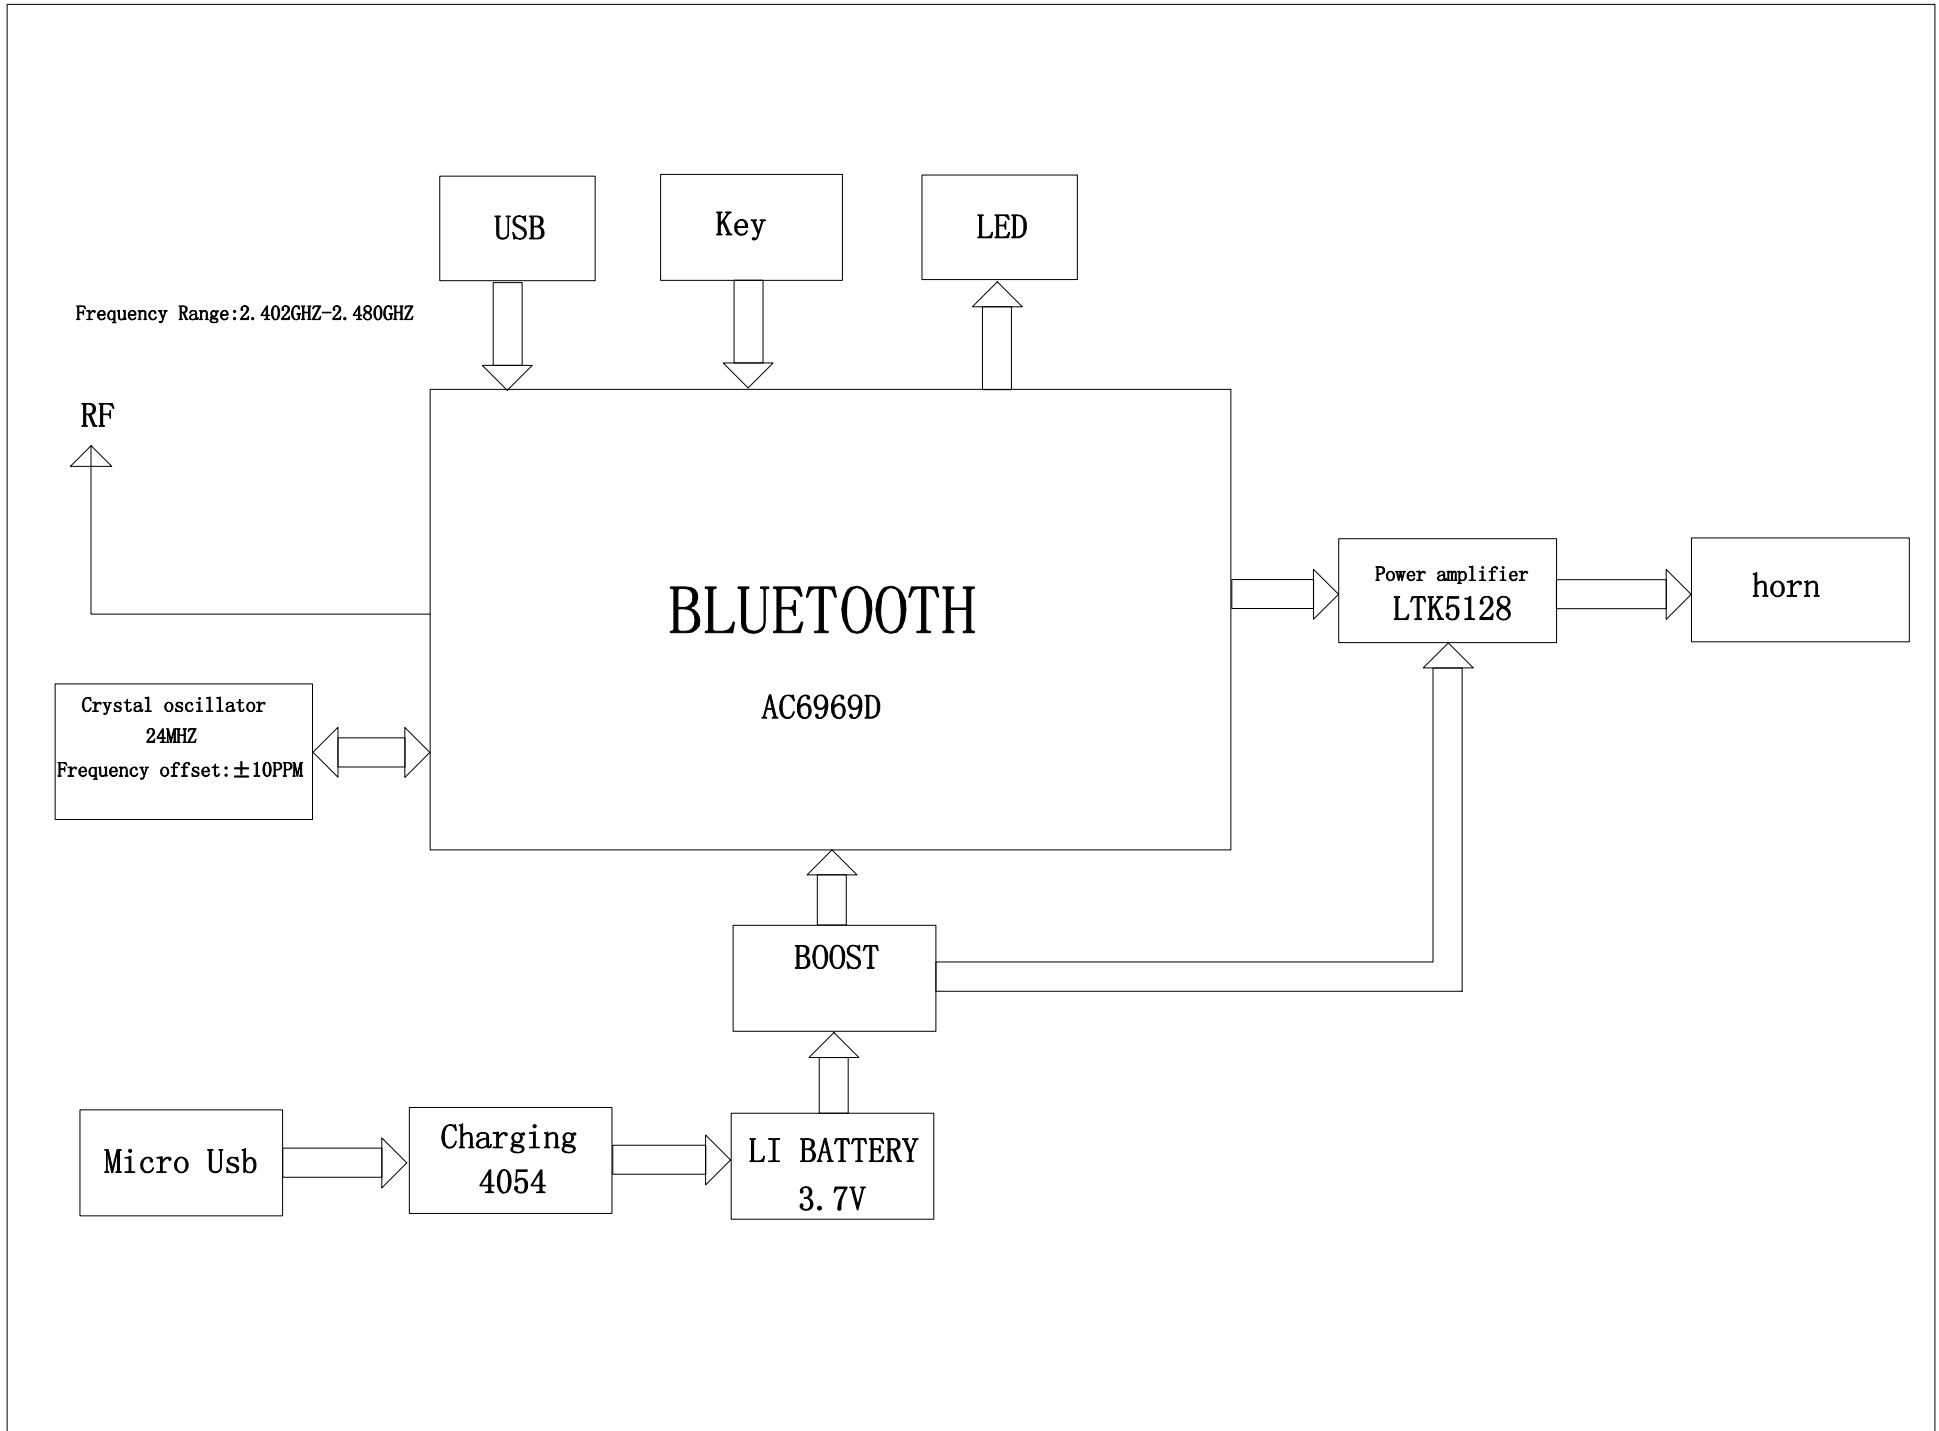 USB
Key
LED
Frequency Range:2.402GHZ-2.480GHZ
RF
BLUETOOTH
AC6969D
Power amplifier
LTK5128
horn
Crystal oscillator
24MHZ
Frequency offset:±10PPM
BOOST
Micro Usb
Charging
4054
LI BATTERY
3.7V